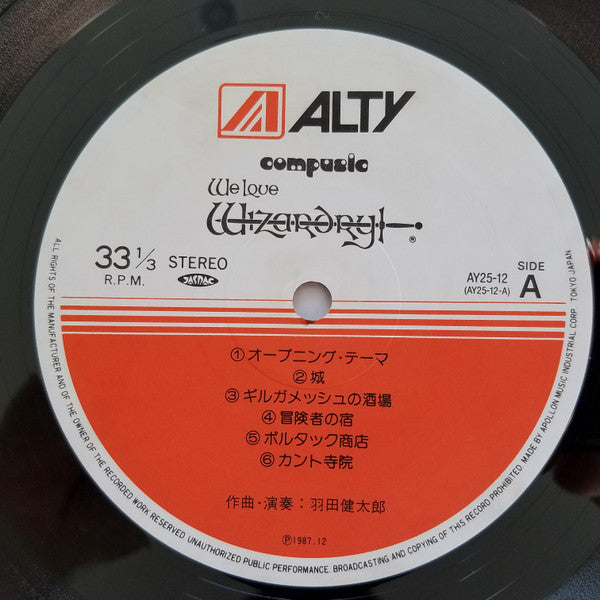 ALTY
compusic
We love
Wizardry!
®
33 1/3 STEREO
R.P.M. JASRAC
SIDE
AY25-12 A
(AY25-12-A)
①オープニング・テーマ
②城
③ギルガメッシュの酒場
④冒険者の宿
⑤ボルタック商店
⑥カント寺院
作曲・演奏：羽田健太郎
Ⓟ1987.12
ALL RIGHTS OF THE MANUFACTURER AND OF THE OWNER OF THE RECORDED WORK RESERVED UNAUTHORIZED PUBLIC PERFORMANCE. BROADCASTING AND COPYING OF THIS RECORD PROHIBITED MADE BY APOLLON MUSIC INDUSTRIAL CORP. TOKYO JAPAN